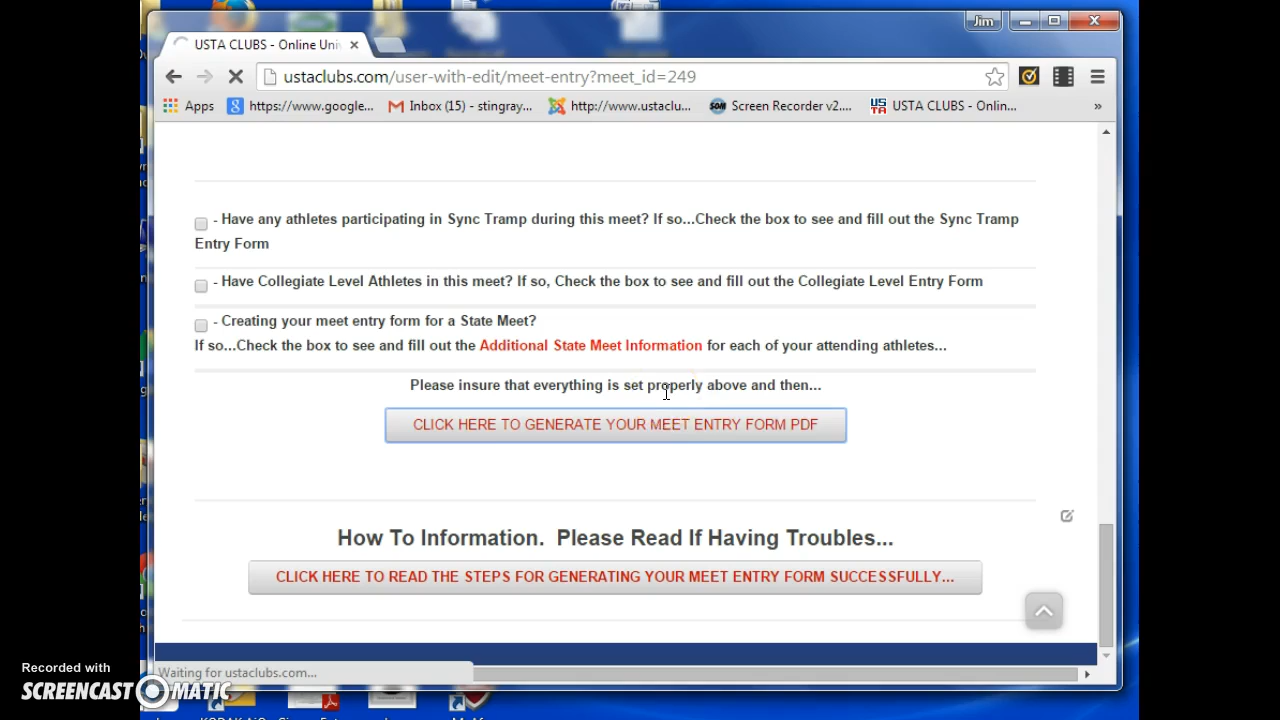 Jim
USTA CLUBS - Online Uni
ustaclubs.com/user-with-edit/meet-entry?meet_id=249
Apps https://www.google... Inbox (15) - stingray... http://www.ustaclu... Screen Recorder v2.... USTA CLUBS - Onlin... »
- Have any athletes participating in Sync Tramp during this meet? If so...Check the box to see and fill out the Sync Tramp
Entry Form
- Have Collegiate Level Athletes in this meet? If so, Check the box to see and fill out the Collegiate Level Entry Form
- Creating your meet entry form for a State Meet?
If so...Check the box to see and fill out the Additional State Meet Information for each of your attending athletes...
Please insure that everything is set properly above and then...
CLICK HERE TO GENERATE YOUR MEET ENTRY FORM PDF
How To Information. Please Read If Having Troubles...
CLICK HERE TO READ THE STEPS FOR GENERATING YOUR MEET ENTRY FORM SUCCESSFULLY...
Waiting for ustaclubs.com...
Recorded with
SCREENCAST MATIC